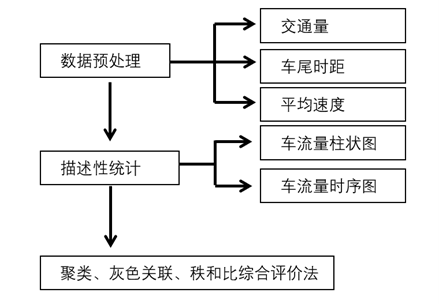 交通量
数据预处理
车尾时距
平均速度
车流量柱状图
描述性统计
车流量时序图
聚类、灰色关联、秩和比综合评价法